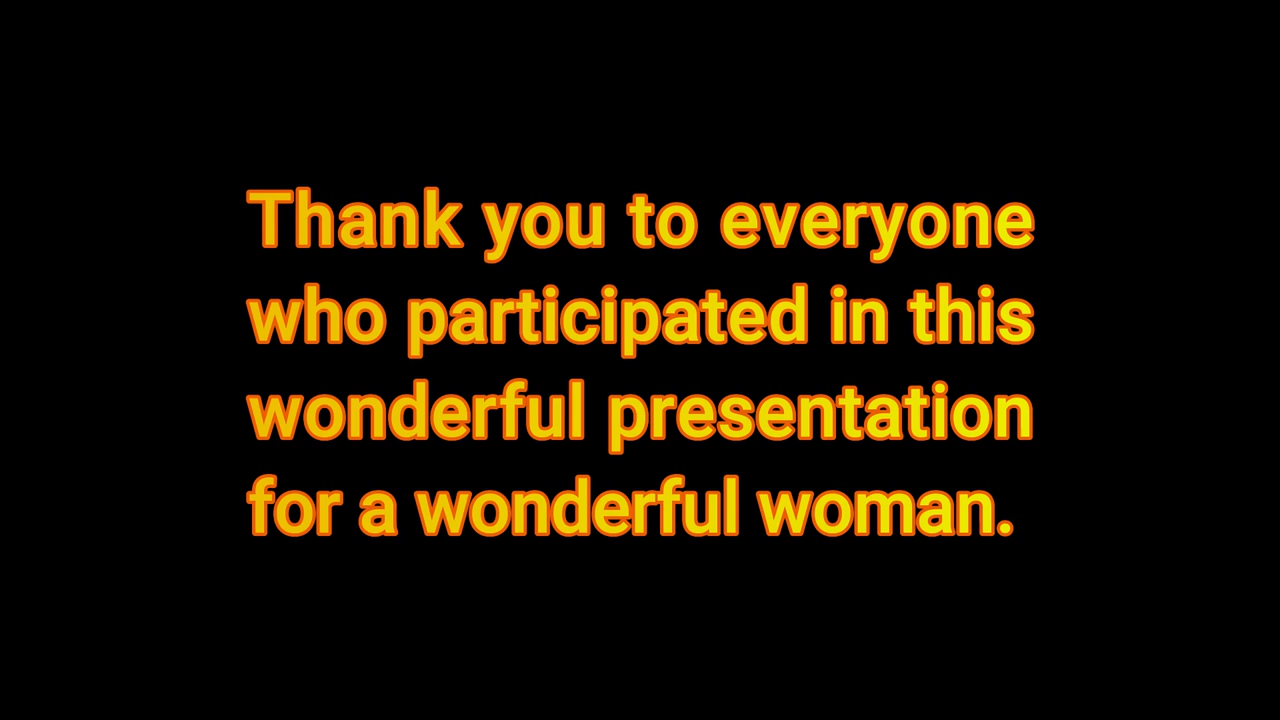 Thank you to everyone
who participated in this
wonderful presentation
for a wonderful woman.